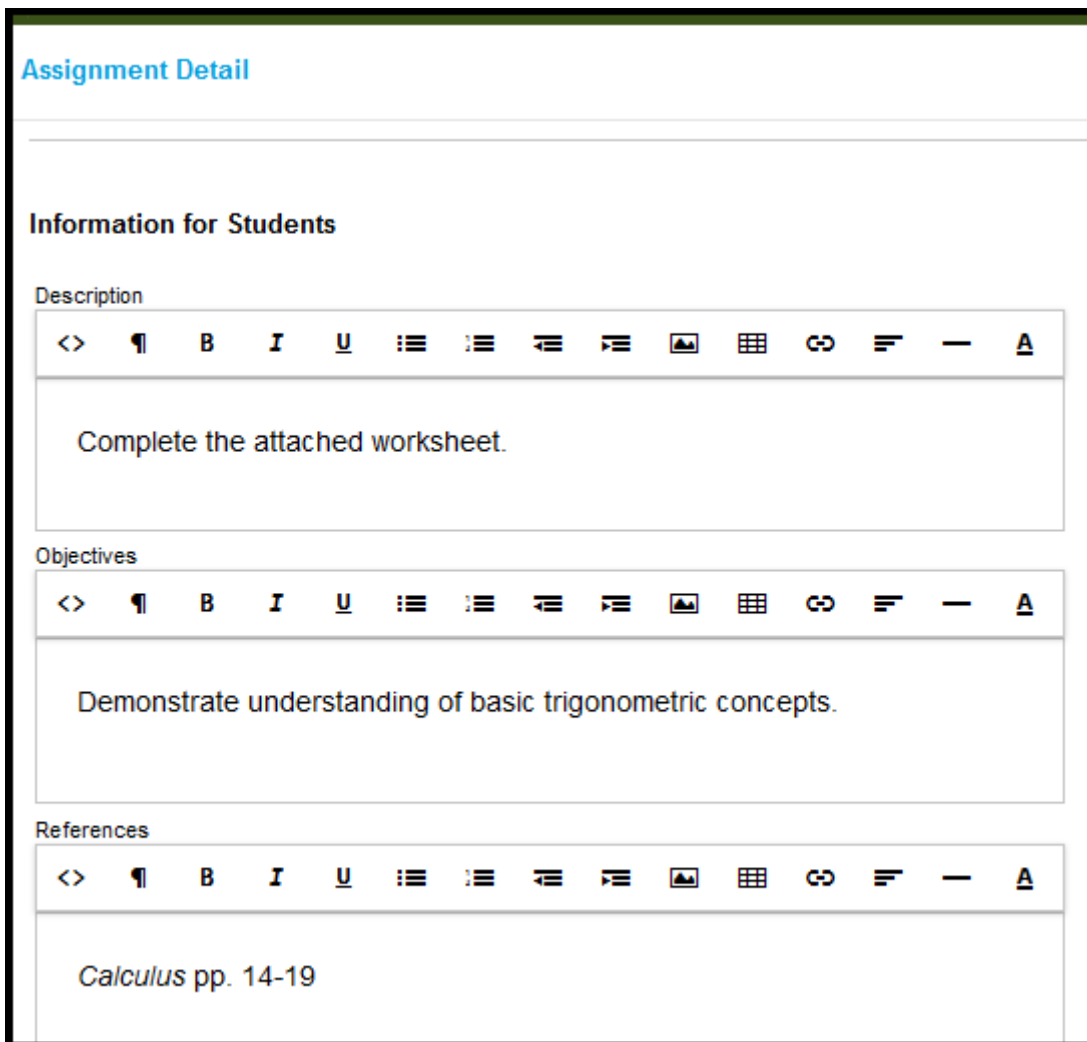 Assignment Detail
Information for Students
Description
Complete the attached worksheet.
Objectives
Demonstrate understanding of basic trigonometric concepts.
References
Calculus pp. 14-19